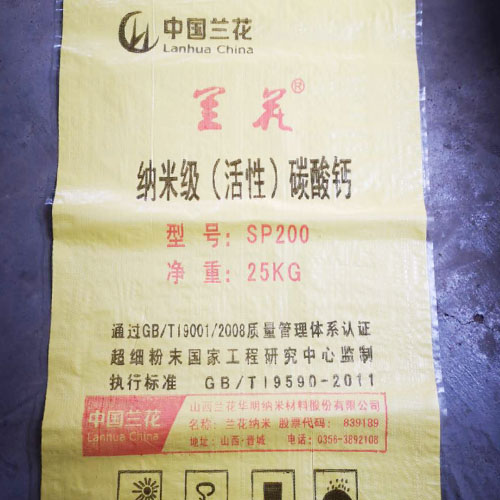 中国兰花
Lanhua China
兰花®
纳米级（活性）碳酸钙
型号：SP200
净重：25KG
通过GB/T19001/2008质量管理体系认证
超细粉末国家工程研究中心监制
执行标准 GB/T19590-2011
中国兰花
Lanhua China
山西兰花华明纳米材料股份有限公司
名称：兰花纳米 股票代码：839189
地址：山西·晋城 电话：0356-3892108